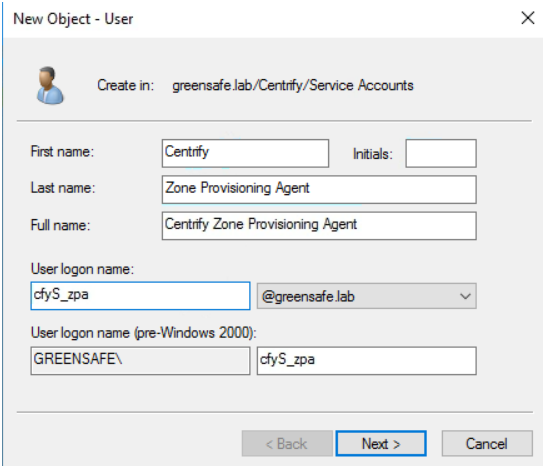 New Object - User
Create in: greensafe.lab/Centrify/Service Accounts
First name: Centrify Initials:
Last name: Zone Provisioning Agent
Full name: Centrify Zone Provisioning Agent
User logon name:
cfyS_zpa @greensafe.lab
User logon name (pre-Windows 2000):
GREENSAFE\ cfyS_zpa
< Back Next > Cancel